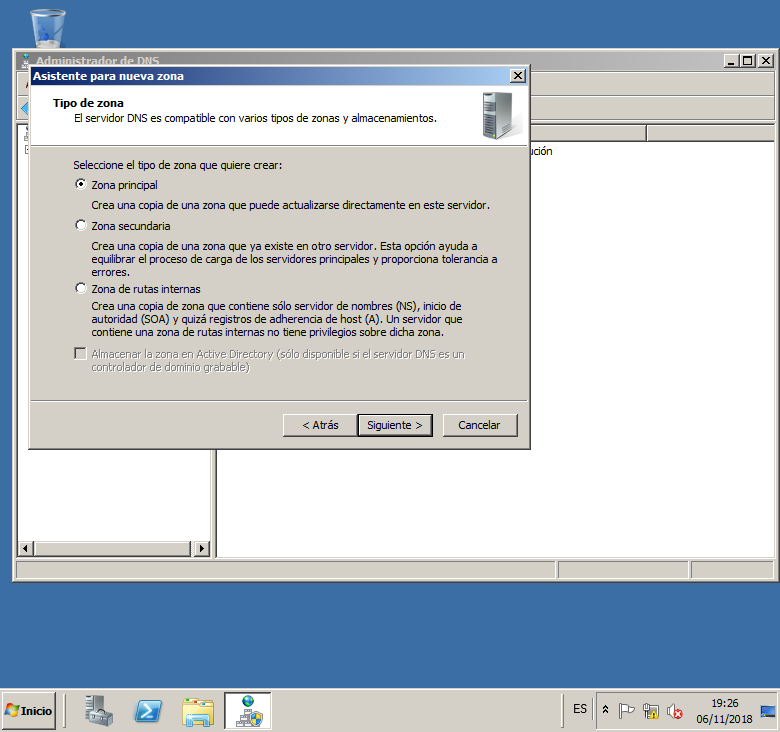 Administrador de DNS
Asistente para nueva zona
Tipo de zona
El servidor DNS es compatible con varios tipos de zonas y almacenamientos.
Seleccione el tipo de zona que quiere crear:
Zona principal
Crea una copia de una zona que puede actualizarse directamente en este servidor.
Zona secundaria
Crea una copia de una zona que ya existe en otro servidor. Esta opción ayuda a
equilibrar el proceso de carga de los servidores principales y proporciona tolerancia a
errores.
Zona de rutas internas
Crea una copia de zona que contiene sólo servidor de nombres (NS), inicio de
autoridad (SOA) y quizá registros de adherencia de host (A). Un servidor que
contiene una zona de rutas internas no tiene privilegios sobre dicha zona.
Almacenar la zona en Active Directory (sólo disponible si el servidor DNS es un
controlador de dominio grabable)
< Atrás
Siguiente >
Cancelar
Inicio
ES
19:26
06/11/2018